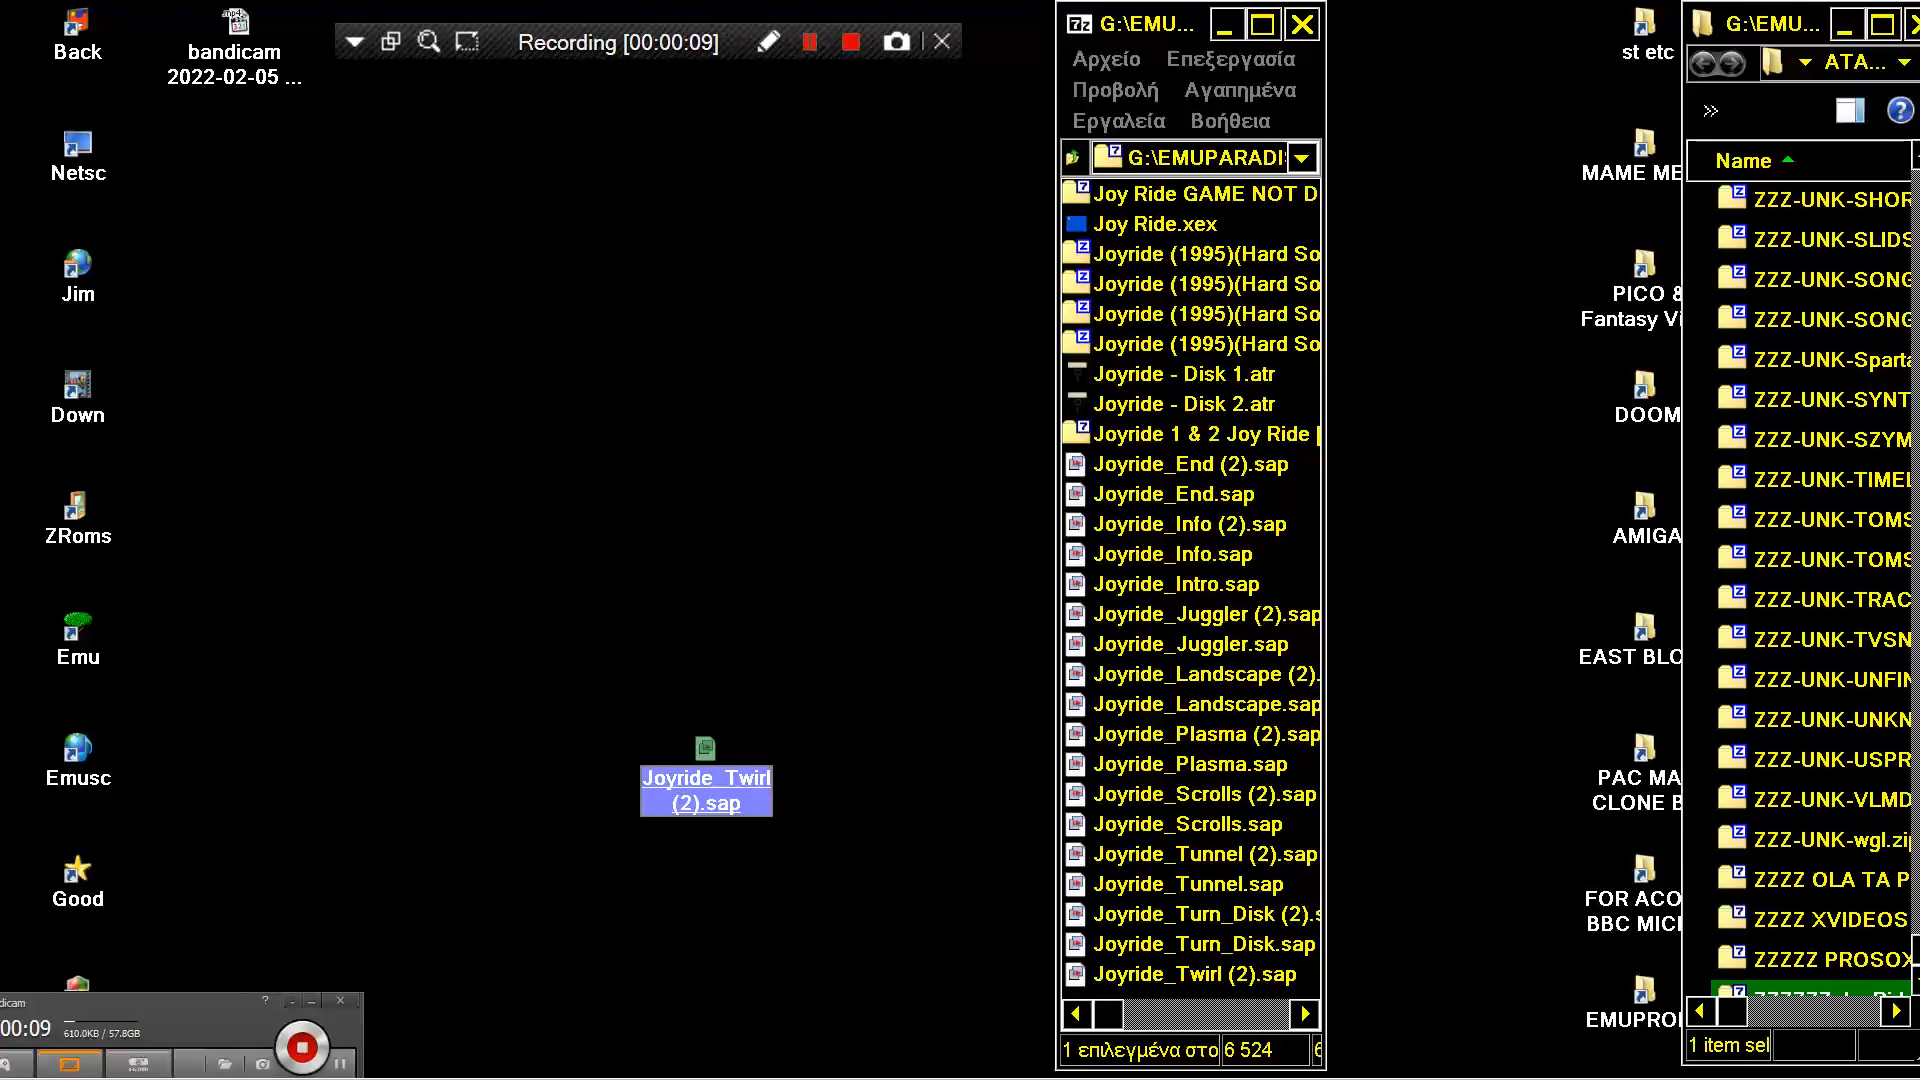 Back
bandicam
2022-02-05 ...
Netsc
Jim
Down
ZRoms
Emu
Emusc
Good
Recording [00:00:09]
Joyride_Twirl
(2).sap
dicam
00:09
610.0KB / 57.8GB
G:\EMU...
Αρχείο Επεξεργασία
Προβολή Αγαπημένα
Εργαλεία Βοήθεια
G:\EMUPARADI
Joy Ride GAME NOT D
Joy Ride.xex
Joyride (1995)(Hard So
Joyride (1995)(Hard So
Joyride (1995)(Hard So
Joyride (1995)(Hard So
Joyride - Disk 1.atr
Joyride - Disk 2.atr
Joyride 1 & 2 Joy Ride
Joyride_End (2).sap
Joyride_End.sap
Joyride_Info (2).sap
Joyride_Info.sap
Joyride_Intro.sap
Joyride_Juggler (2).sap
Joyride_Juggler.sap
Joyride_Landscape (2).
Joyride_Landscape.sap
Joyride_Plasma (2).sap
Joyride_Plasma.sap
Joyride_Scrolls (2).sap
Joyride_Scrolls.sap
Joyride_Tunnel (2).sap
Joyride_Tunnel.sap
Joyride_Turn_Disk (2).s
Joyride_Turn_Disk.sap
Joyride_Twirl (2).sap
1 επιλεγμένα στο 6 524
st etc
MAME ME
PICO &
Fantasy Vi
DOOM
AMIGA
EAST BLO
PAC MA
CLONE B
FOR ACO
BBC MICI
EMUPROI
G:\EMU...
ATA...
Name
ZZZ-UNK-SHOR
ZZZ-UNK-SLIDS
ZZZ-UNK-SONG
ZZZ-UNK-SONG
ZZZ-UNK-Sparta
ZZZ-UNK-SYNT
ZZZ-UNK-SZYM
ZZZ-UNK-TIMEL
ZZZ-UNK-TOMS
ZZZ-UNK-TOMS
ZZZ-UNK-TRAC
ZZZ-UNK-TVSN
ZZZ-UNK-UNFIN
ZZZ-UNK-UNKN
ZZZ-UNK-USPR
ZZZ-UNK-VLMD
ZZZ-UNK-wgl.zip
ZZZZ OLA TA P
ZZZZ XVIDEOS
ZZZZZ PROSOX
1 item sel